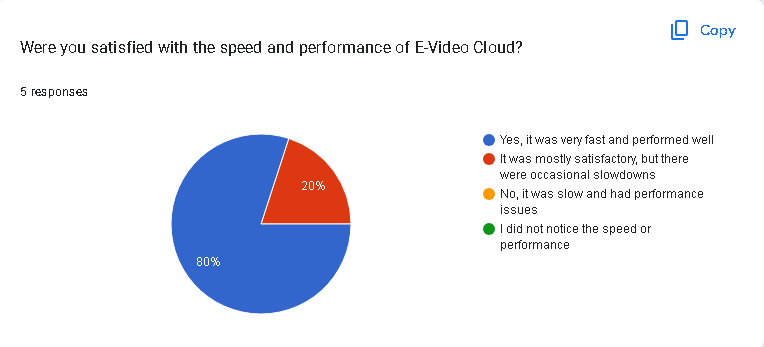 Copy
Were you satisfied with the speed and performance of E-Video Cloud?
5 responses
Yes, it was very fast and performed well
It was mostly satisfactory, but there
were occasional slowdowns
No, it was slow and had performance
issues
I did not notice the speed or
performance
20%
80%